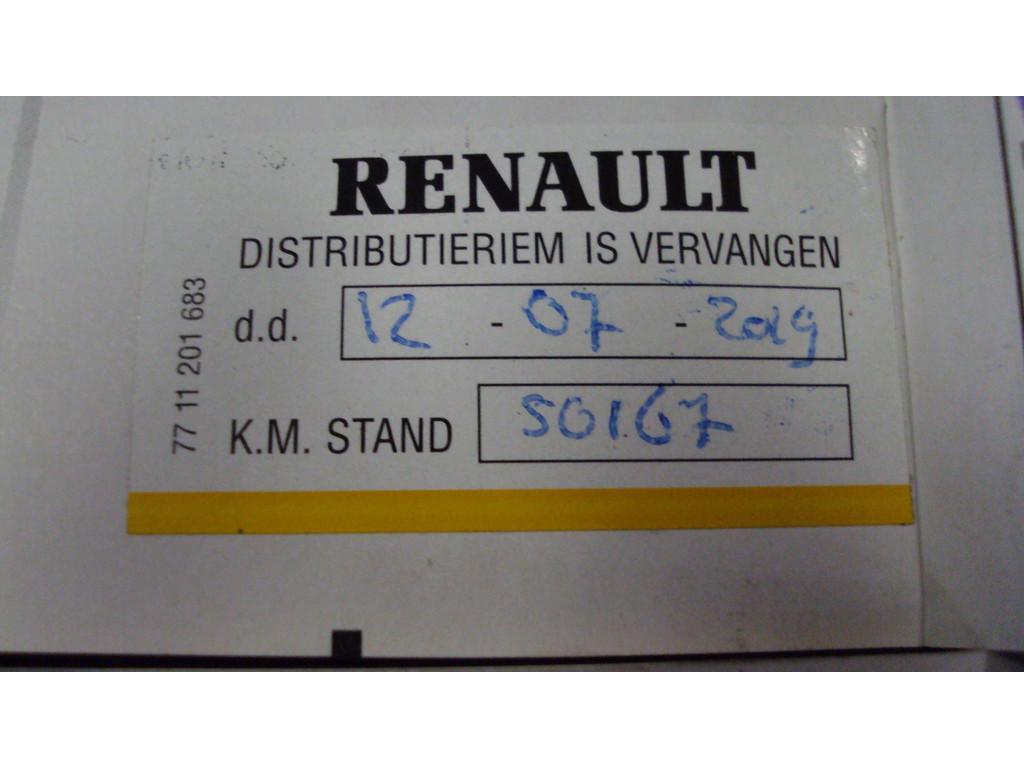 RENAULT
DISTRIBUTIERIEM IS VERVANGEN
d.d. 12 - 07 - 2019
K.M. STAND 50167
77 11 201 683